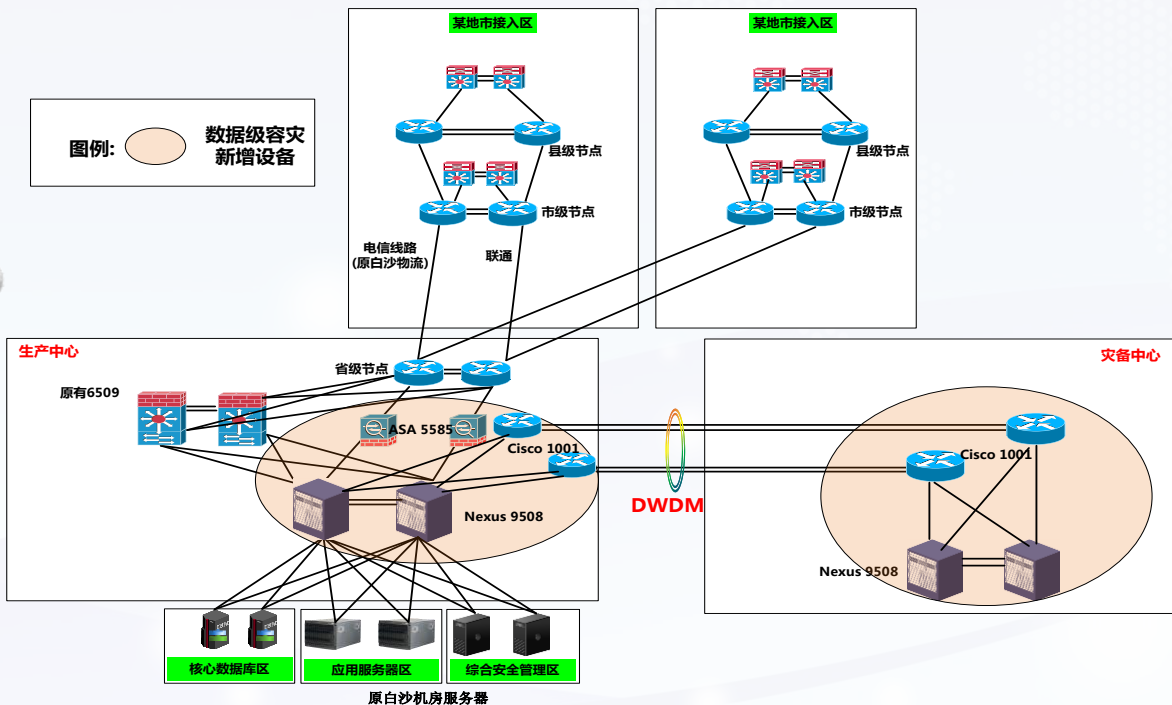 某地市接入区
某地市接入区
图例:
数据级容灾
新增设备
县级节点
县级节点
市级节点
市级节点
电信线路
(原白沙物流)
联通
生产中心
灾备中心
省级节点
原有6509
ASA 5585
Cisco 1001
Cisco 1001
DWDM
Nexus 9508
Nexus 9508
核心数据库区
应用服务器区
综合安全管理区
原白沙机房服务器